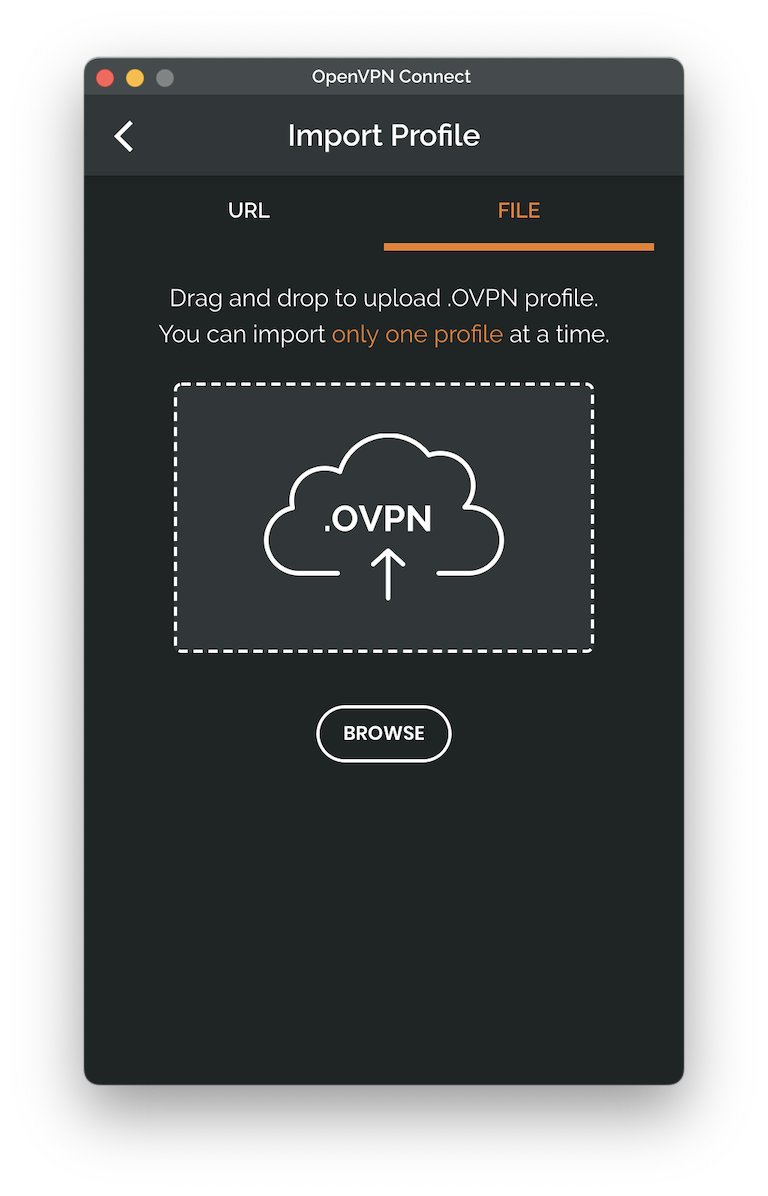 OpenVPN Connect
Import Profile
URL
FILE
Drag and drop to upload .OVPN profile.
You can import only one profile at a time.
.OVPN
BROWSE